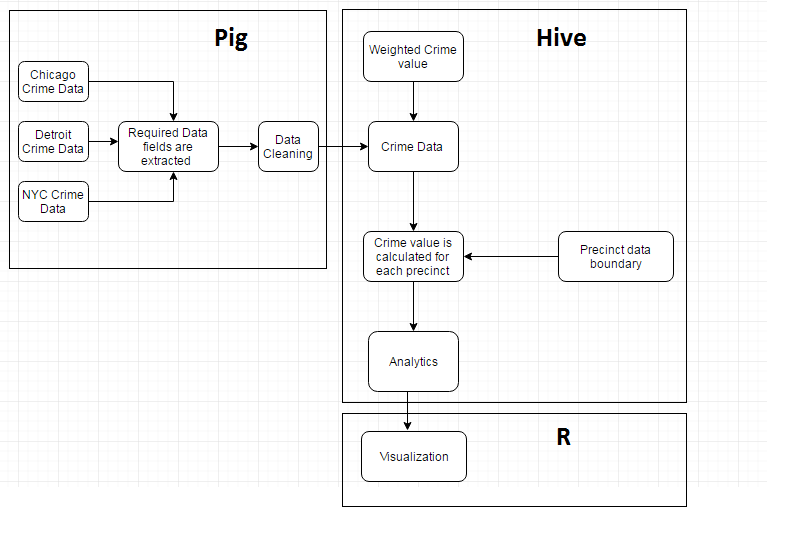 Pig
Chicago
Crime Data
Detroit
Crime Data
NYC Crime
Data
Required Data
fields are
extracted
Data
Cleaning
Hive
Weighted Crime
value
Crime Data
Crime value is
calculated for
each precinct
Precinct data
boundary
Analytics
R
Visualization